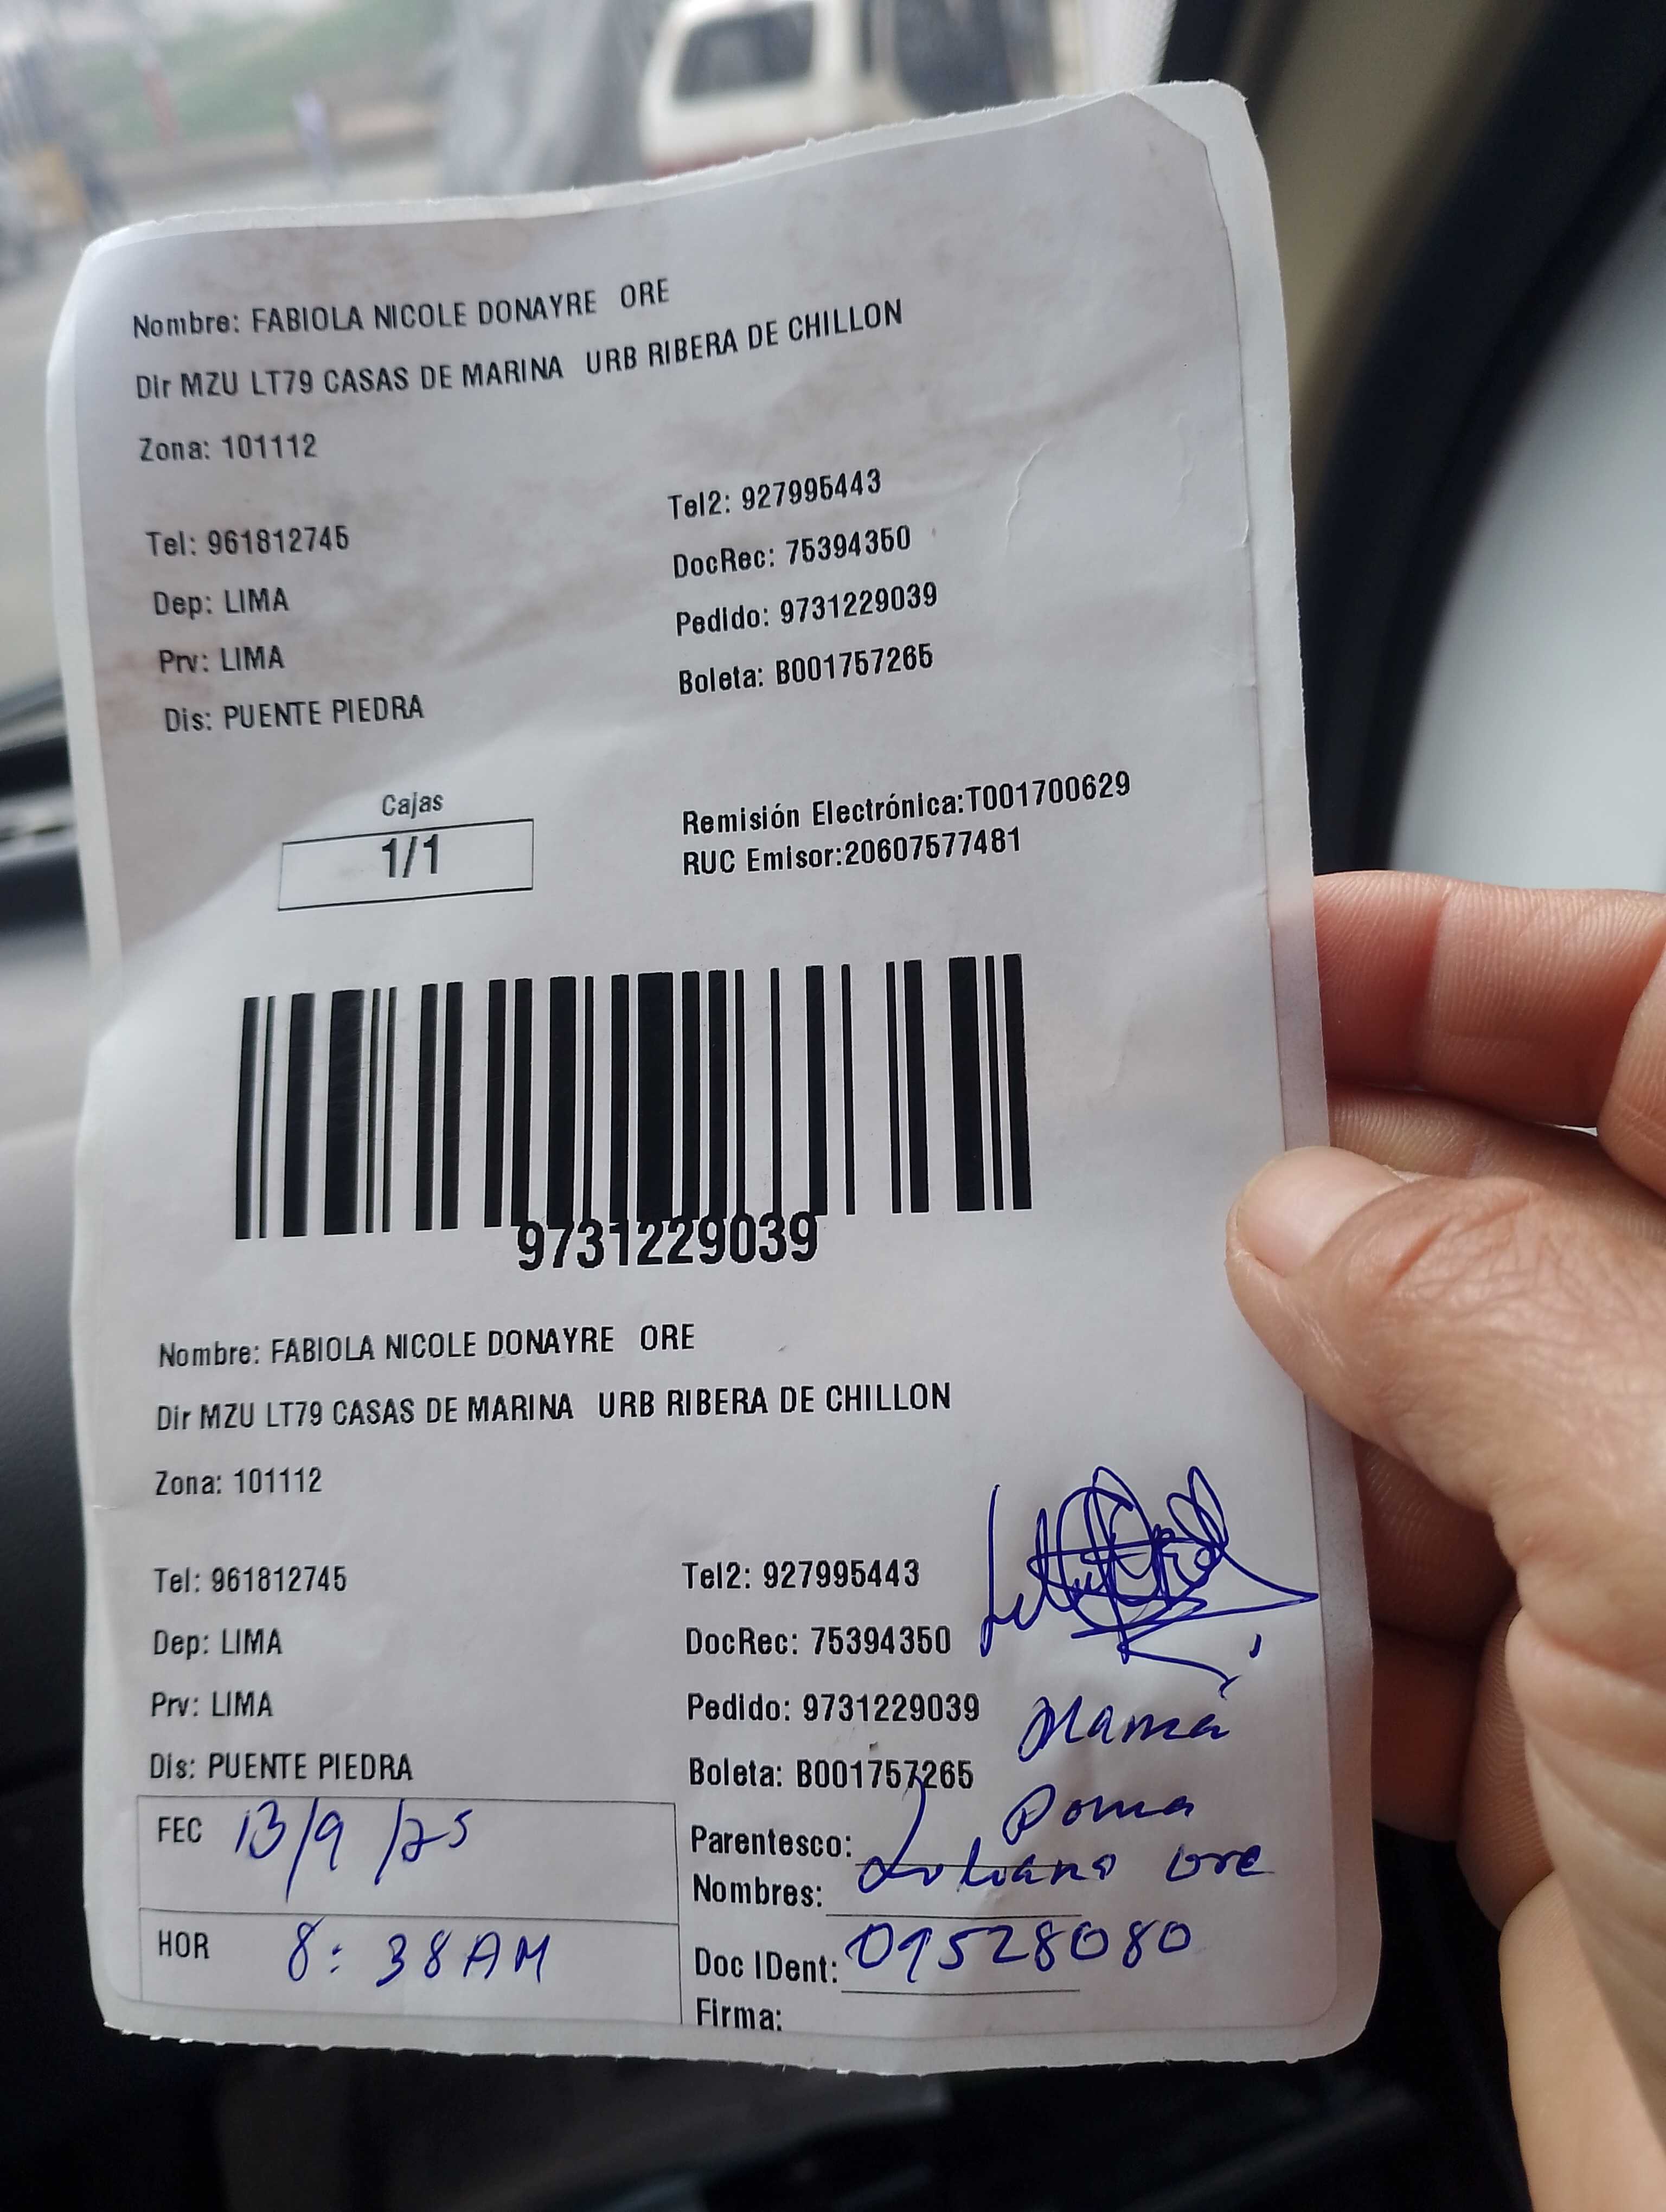 Nombre: FABIOLA NICOLE DONAYRE ORE
Dir MZU LT79 CASAS DE MARINA URB RIBERA DE CHILLON
Zona: 101112
Tel: 961812745 Tel2: 927995443
DocRec: 75394350
Dep: LIMA
Pedido: 9731229039
Prv: LIMA
Boleta: B001757265
Dis: PUENTE PIEDRA
Cajas
1/1
Remisión Electrónica:T001700629
RUC Emisor:20607577481
9731229039
Nombre: FABIOLA NICOLE DONAYRE ORE
Dir MZU LT79 CASAS DE MARINA URB RIBERA DE CHILLON
Zona: 101112
Tel: 961812745 Tel2: 927995443
Dep: LIMA DocRec: 75394350
Prv: LIMA Pedido: 9731229039
Mamá
Dis: PUENTE PIEDRA Boleta: B001757265
FEC 13/9/25
Parentesco:
Nombres: Ore
HOR 8:38AM
Doc IDent: 09528080
Firma: